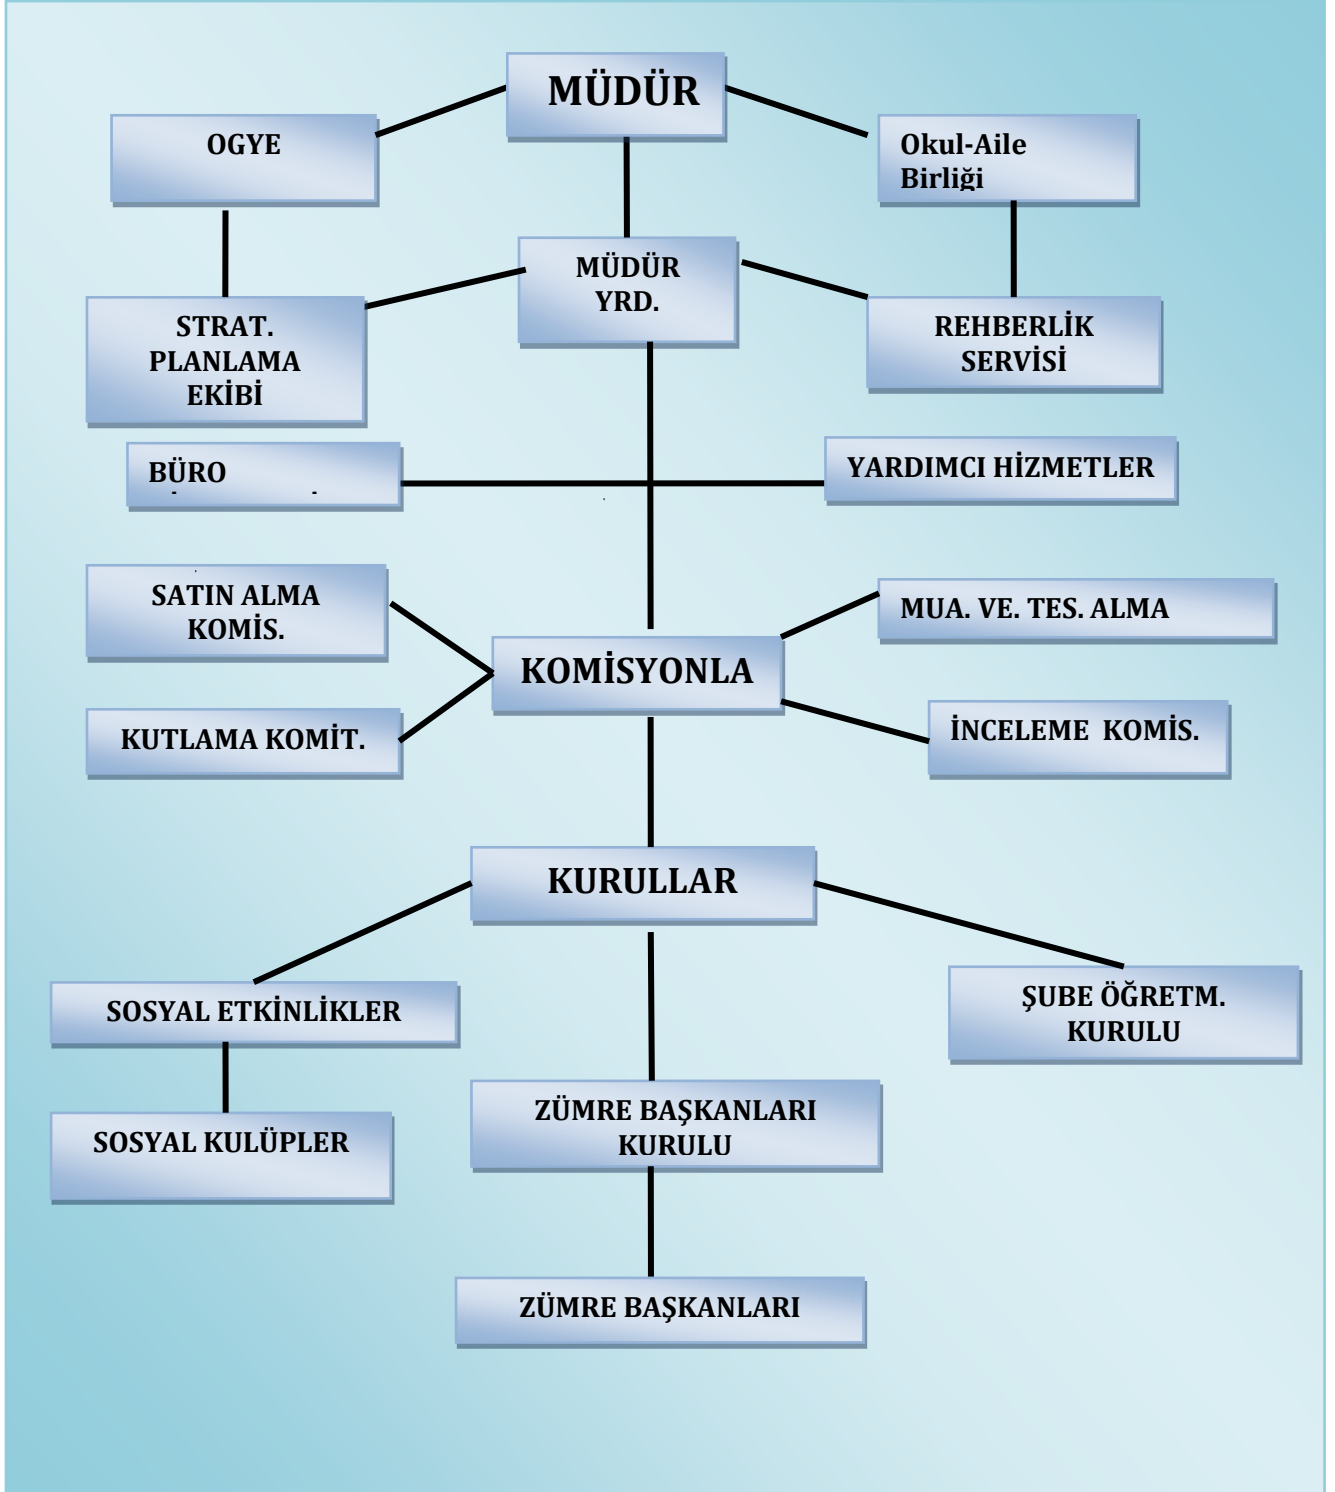 MÜDÜR
OGYE
Okul-Aile
Birliği
MÜDÜR
YRD.
STRAT.
PLANLAMA
EKİBİ
REHBERLİK
SERVİSİ
BÜRO
YARDIMCI HİZMETLER
SATIN ALMA
KOMİS.
MUA. VE. TES. ALMA
KOMİSYONLA
KUTLAMA KOMİT.
İNCELEME KOMİS.
KURULLAR
SOSYAL ETKİNLİKLER
ŞUBE ÖĞRETM.
KURULU
ZÜMRE BAŞKANLARI
KURULU
SOSYAL KULÜPLER
ZÜMRE BAŞKANLARI